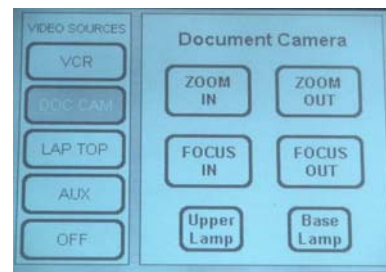 VIDEO SOURCES
VCR
DOC CAM
LAP TOP
AUX
OFF
Document Camera
ZOOM
IN
ZOOM
OUT
FOCUS
IN
FOCUS
OUT
Upper
Lamp
Base
Lamp